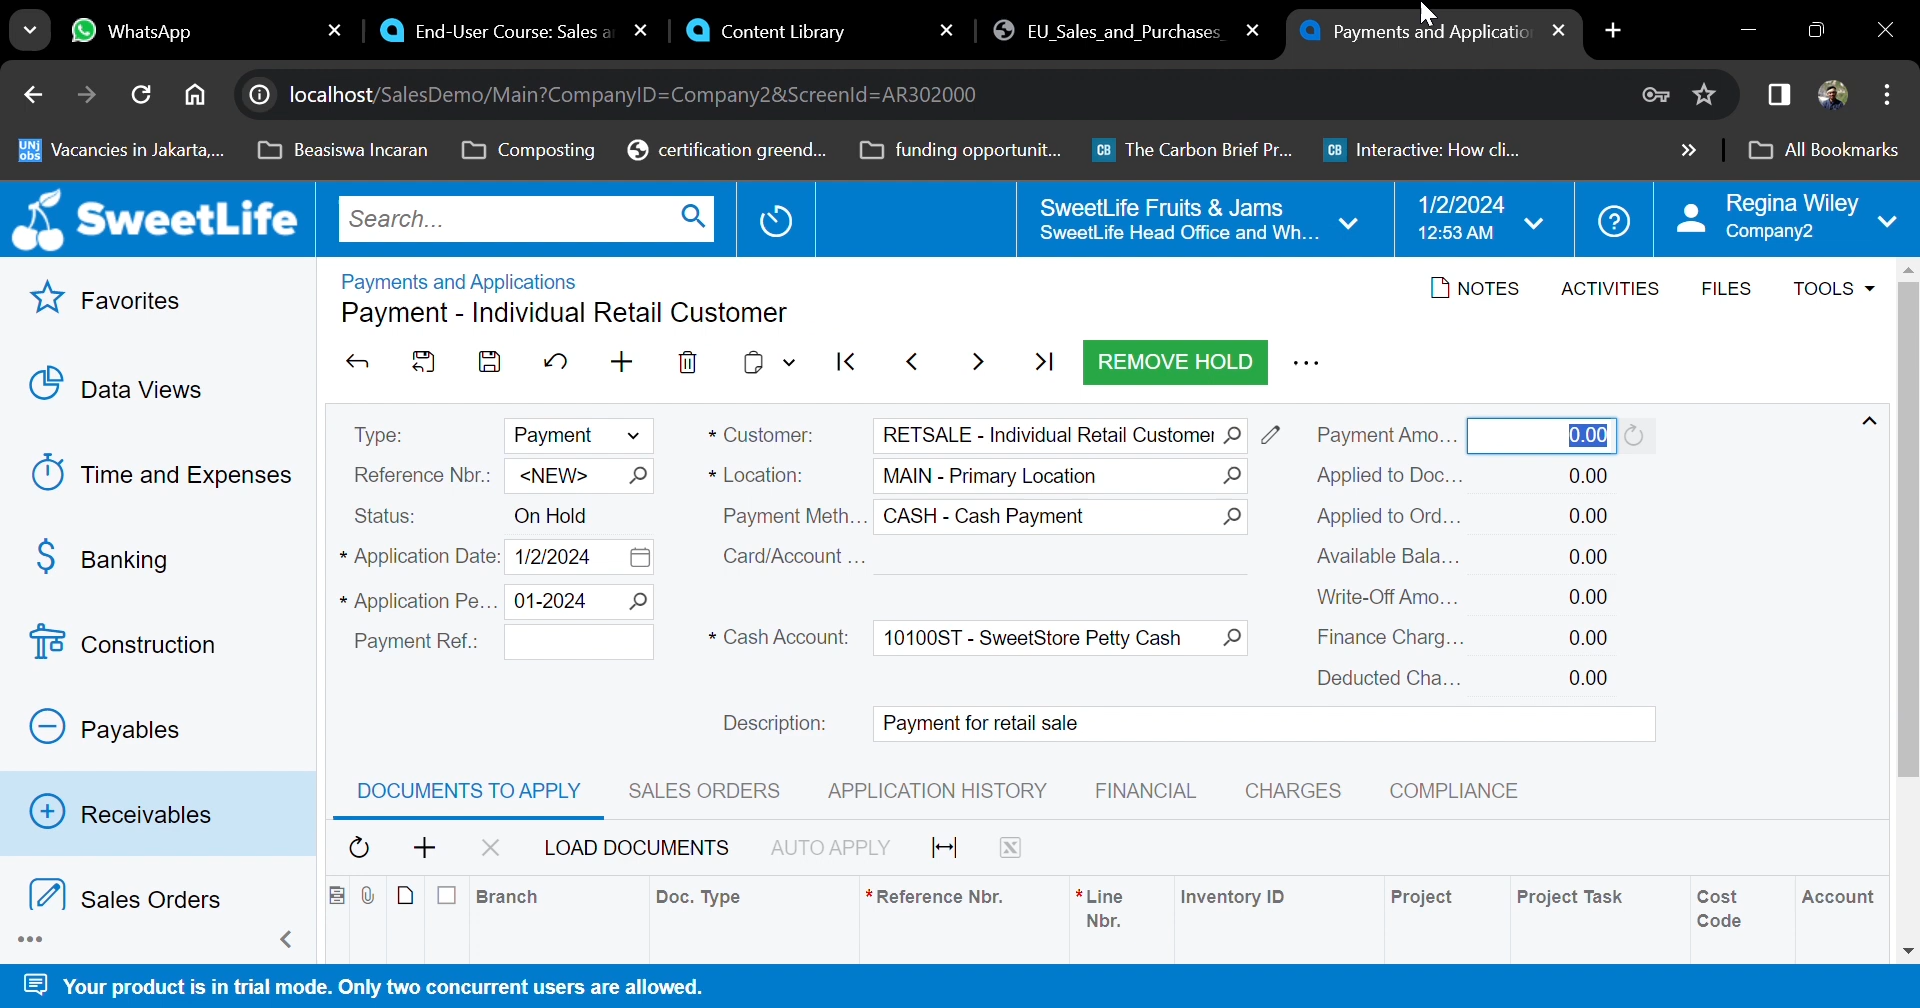 WhatsApp
End-User Course: Sales a
Content Library
EU_Sales_and_Purchases_
Payments and Applicatio
localhost/SalesDemo/Main?CompanyID=Company2&ScreenId=AR302000
UNj obs Vacancies in Jakarta,... Beasiswa Incaran Composting certification greend... funding opportunit... CB The Carbon Brief Pr... CB Interactive: How cli... » All Bookmarks
SweetLife
Search...
SweetLife Fruits & Jams
SweetLife Head Office and Wh...
1/2/2024
12:53 AM
Regina Wiley
Company2
Favorites
Data Views
Time and Expenses
Banking
Construction
Payables
Receivables
Sales Orders
Payments and Applications
Payment - Individual Retail Customer
NOTES ACTIVITIES FILES TOOLS
REMOVE HOLD
Type: Payment
Reference Nbr.: <NEW>
Status: On Hold
* Application Date: 1/2/2024
* Application Pe... 01-2024
Payment Ref.:
* Customer: RETSALE - Individual Retail Customer
* Location: MAIN - Primary Location
Payment Meth... CASH - Cash Payment
Card/Account ...
* Cash Account: 10100ST - SweetStore Petty Cash
Description: Payment for retail sale
Payment Amo... 0.00
Applied to Doc... 0.00
Applied to Ord... 0.00
Available Bala... 0.00
Write-Off Amo... 0.00
Finance Charg... 0.00
Deducted Cha... 0.00
DOCUMENTS TO APPLY SALES ORDERS APPLICATION HISTORY FINANCIAL CHARGES COMPLIANCE
LOAD DOCUMENTS AUTO APPLY
Branch Doc. Type * Reference Nbr. * Line Nbr. Inventory ID Project Project Task Cost Code Account
Your product is in trial mode. Only two concurrent users are allowed.